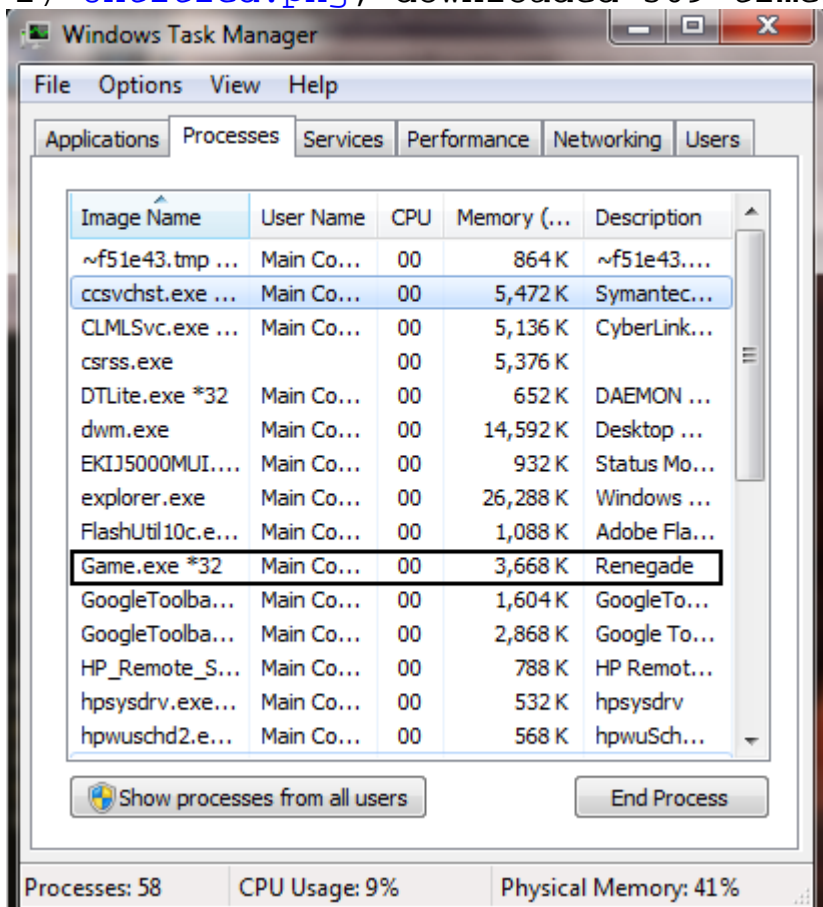 Windows Task Manager
File Options View Help
Applications Processes Services Performance Networking Users
Image Name User Name CPU Memory (... Description
~f51e43.tmp ... Main Co... 00 864 K ~f51e43....
ccsvchst.exe ... Main Co... 00 5,472 K Symantec...
CLMLSvc.exe ... Main Co... 00 5,136 K CyberLink...
csrss.exe 00 5,376 K
DTLite.exe *32 Main Co... 00 652 K DAEMON ...
dwm.exe Main Co... 00 14,592 K Desktop ...
EKIJ5000MUI.... Main Co... 00 932 K Status Mo...
explorer.exe Main Co... 00 26,288 K Windows ...
FlashUtil10c.e... Main Co... 00 1,088 K Adobe Fla...
Game.exe *32 Main Co... 00 3,668 K Renegade
GoogleToolba... Main Co... 00 1,604 K GoogleTo...
GoogleToolba... Main Co... 00 2,868 K Google To...
HP_Remote_S... Main Co... 00 788 K HP Remot...
hpsysdrv.exe... Main Co... 00 532 K hpsysdrv
hpwuschd2.e... Main Co... 00 568 K hpwuSch...
Show processes from all users End Process
Processes: 58 CPU Usage: 9% Physical Memory: 41%